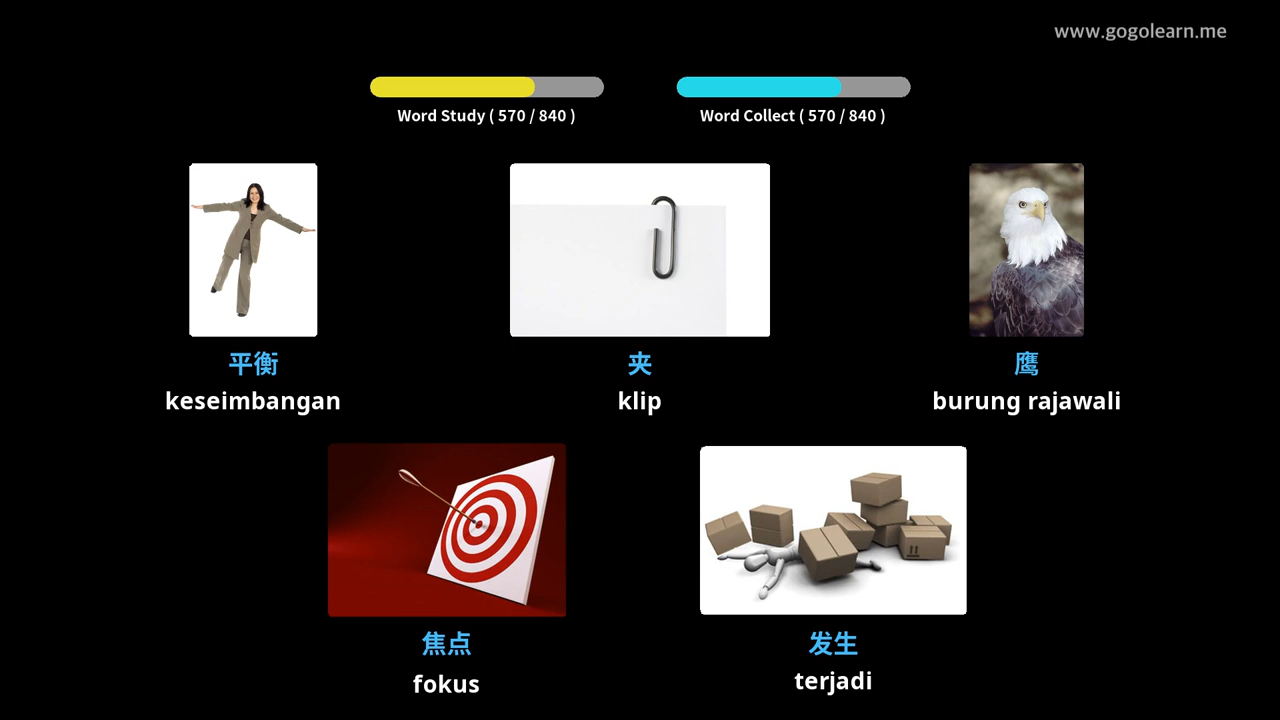 www.gogolearn.me
Word Study ( 570 / 840 )
Word Collect ( 570 / 840 )
平衡
keseimbangan
夹
klip
鹰
burung rajawali
焦点
fokus
发生
terjadi